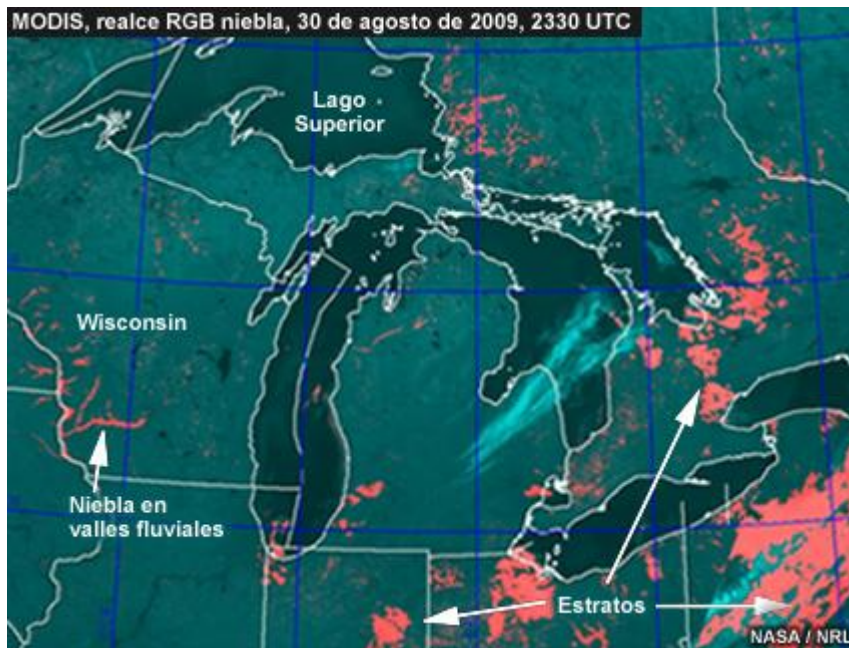 MODIS, realce RGB niebla, 30 de agosto de 2009, 2330 UTC
Lago
Superior
Wisconsin
Niebla en
valles fluviales
Estratos
NASA / NRL